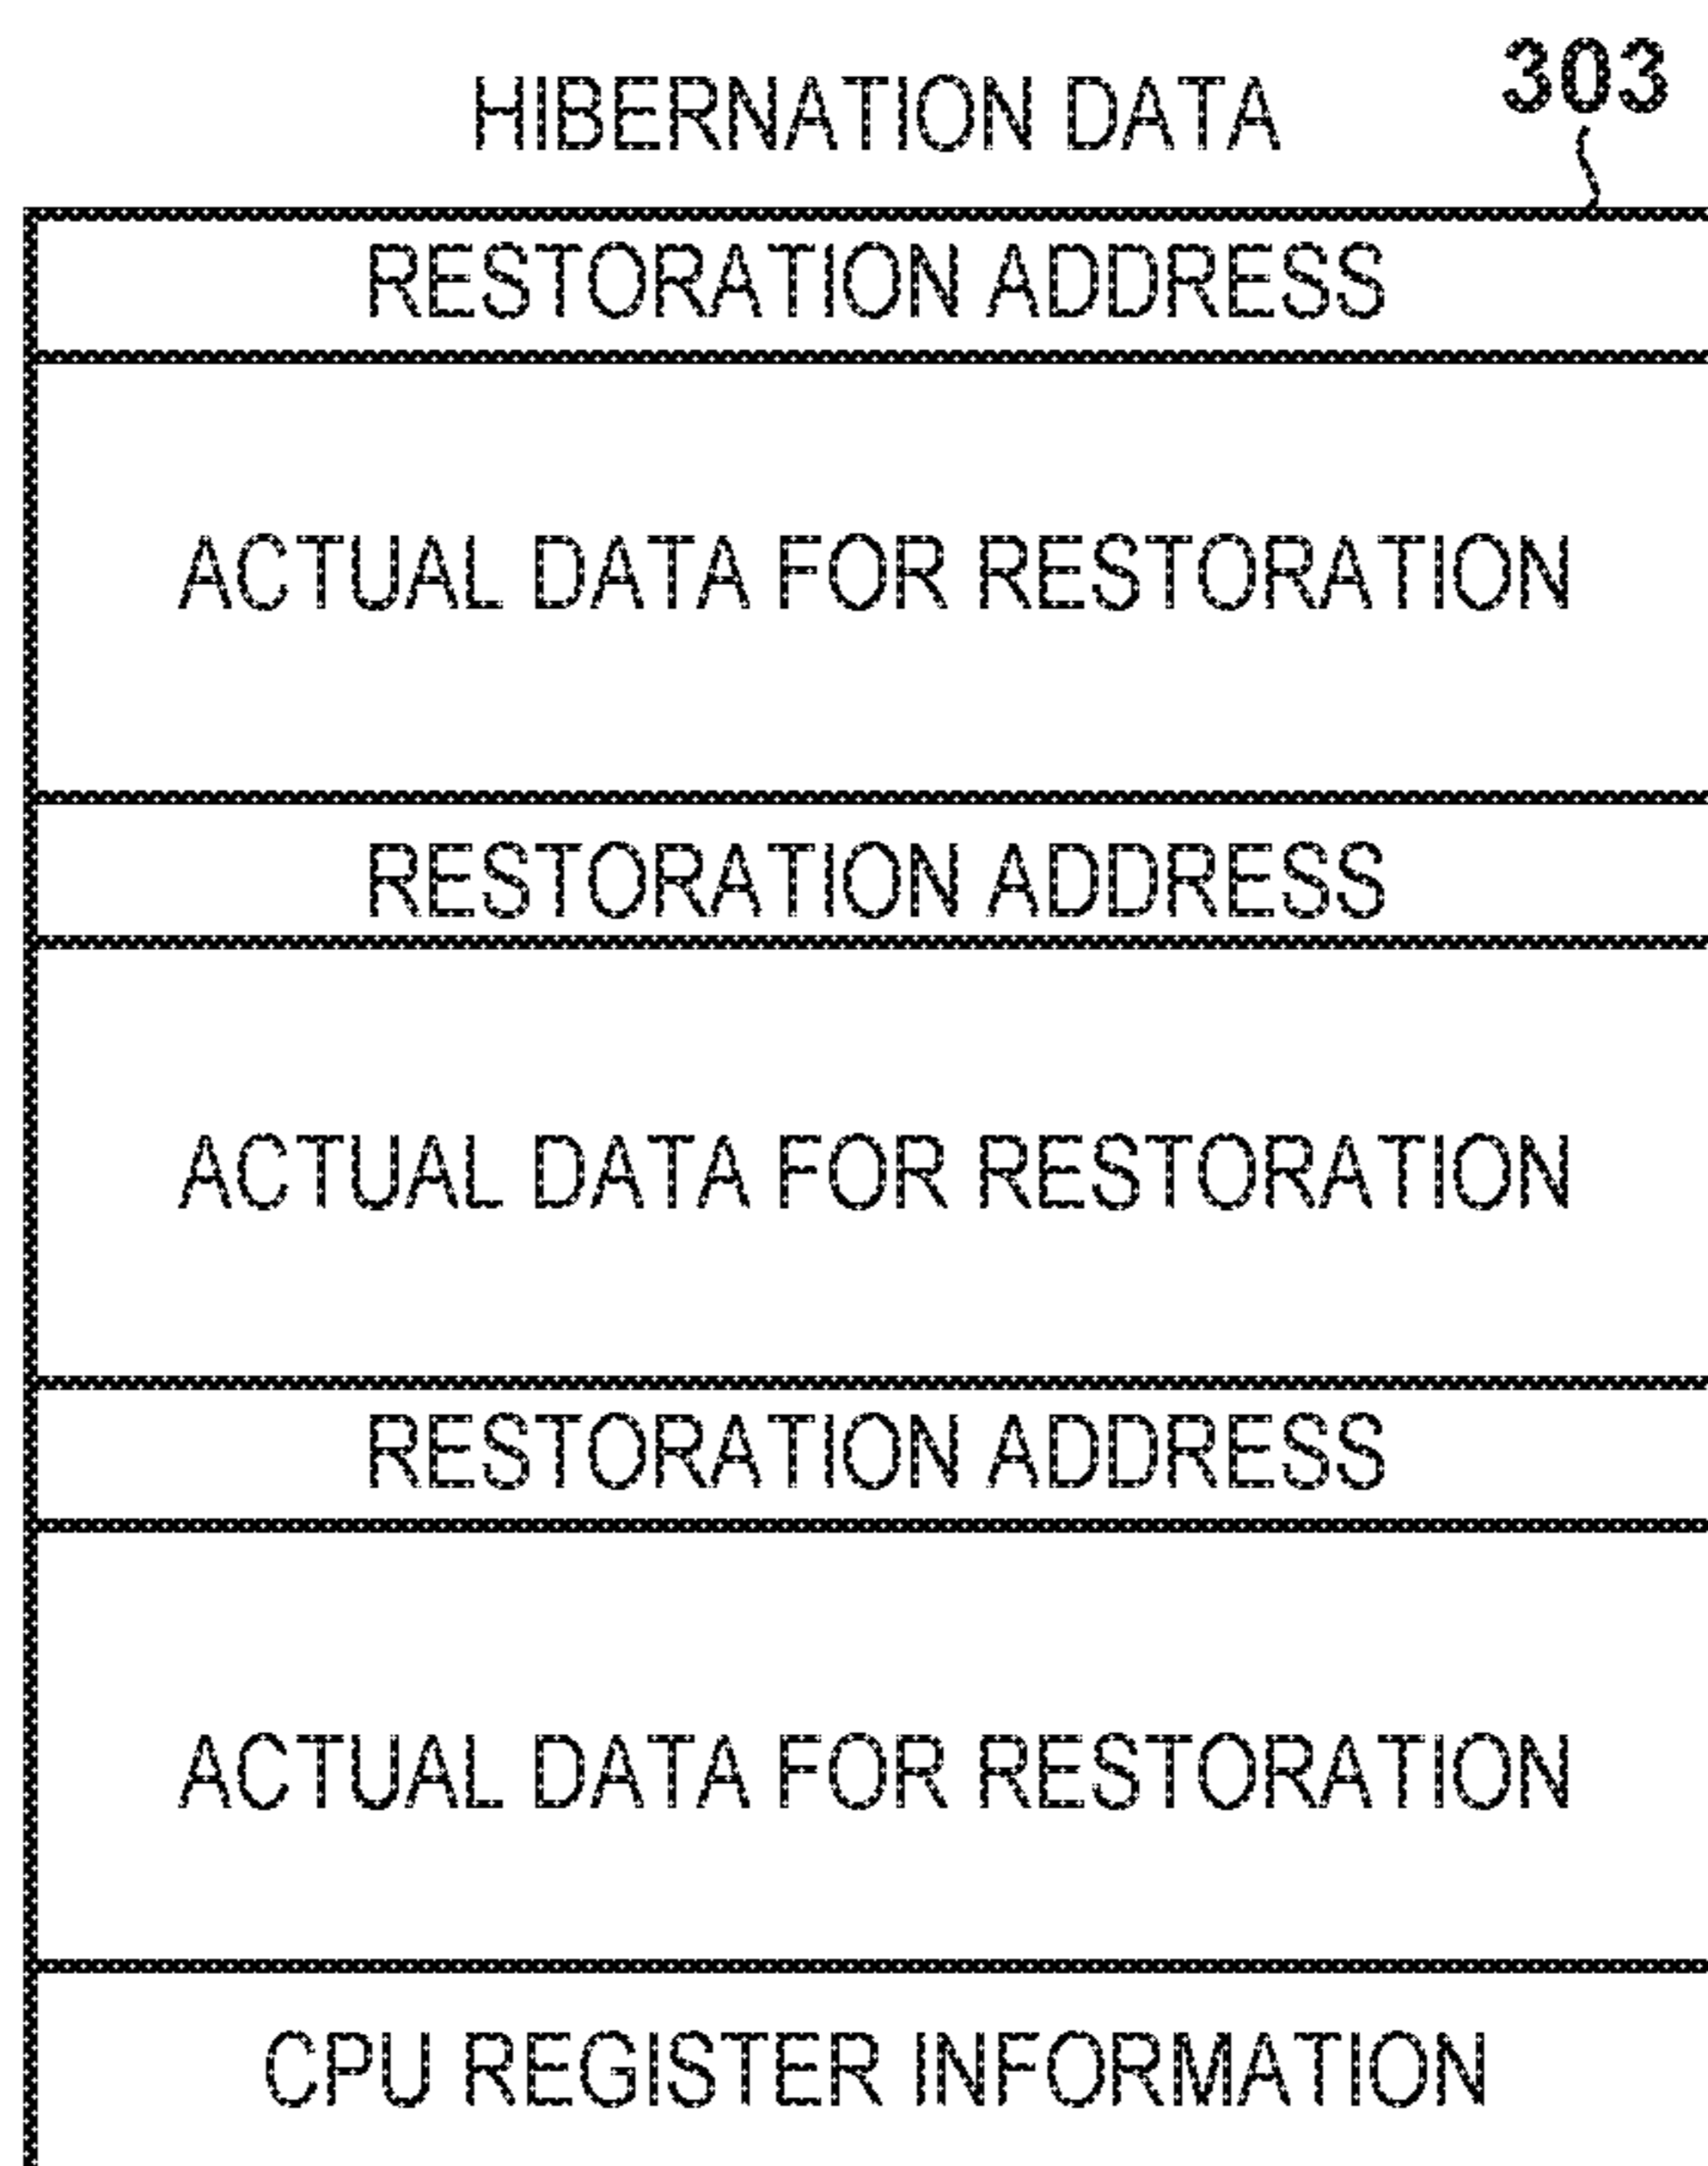 HIBERNATION DATA
303
RESTORATION ADDRESS
ACTUAL DATA FOR RESTORATION
RESTORATION ADDRESS
ACTUAL DATA FOR RESTORATION
RESTORATION ADDRESS
ACTUAL DATA FOR RESTORATION
CPU REGISTER INFORMATION